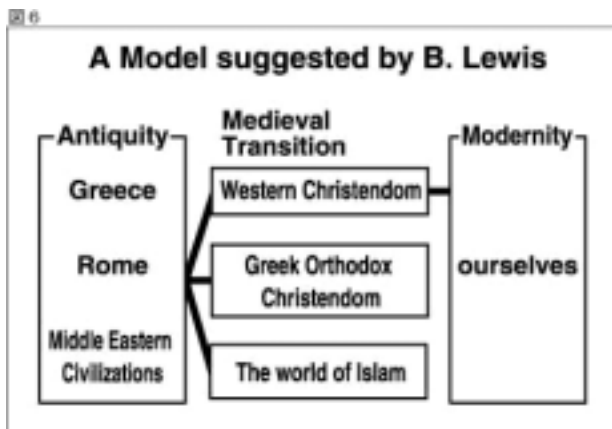 図 6
A Model suggested by B. Lewis
Antiquity
Greece
Rome
Middle Eastern
Civilizations
Medieval
Transition
Western Christendom
Greek Orthodox
Christendom
The world of Islam
Modernity
ourselves